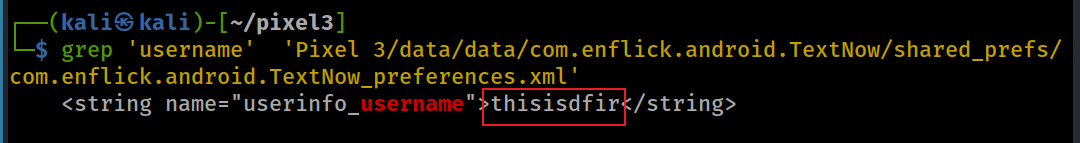 ┌──(kali㉿kali)-[~/pixel3]
└─$ grep 'username'  'Pixel 3/data/data/com.enflick.android.TextNow/shared_prefs/
com.enflick.android.TextNow_preferences.xml'
    <string name="userinfo_username">thisisdfir</string>